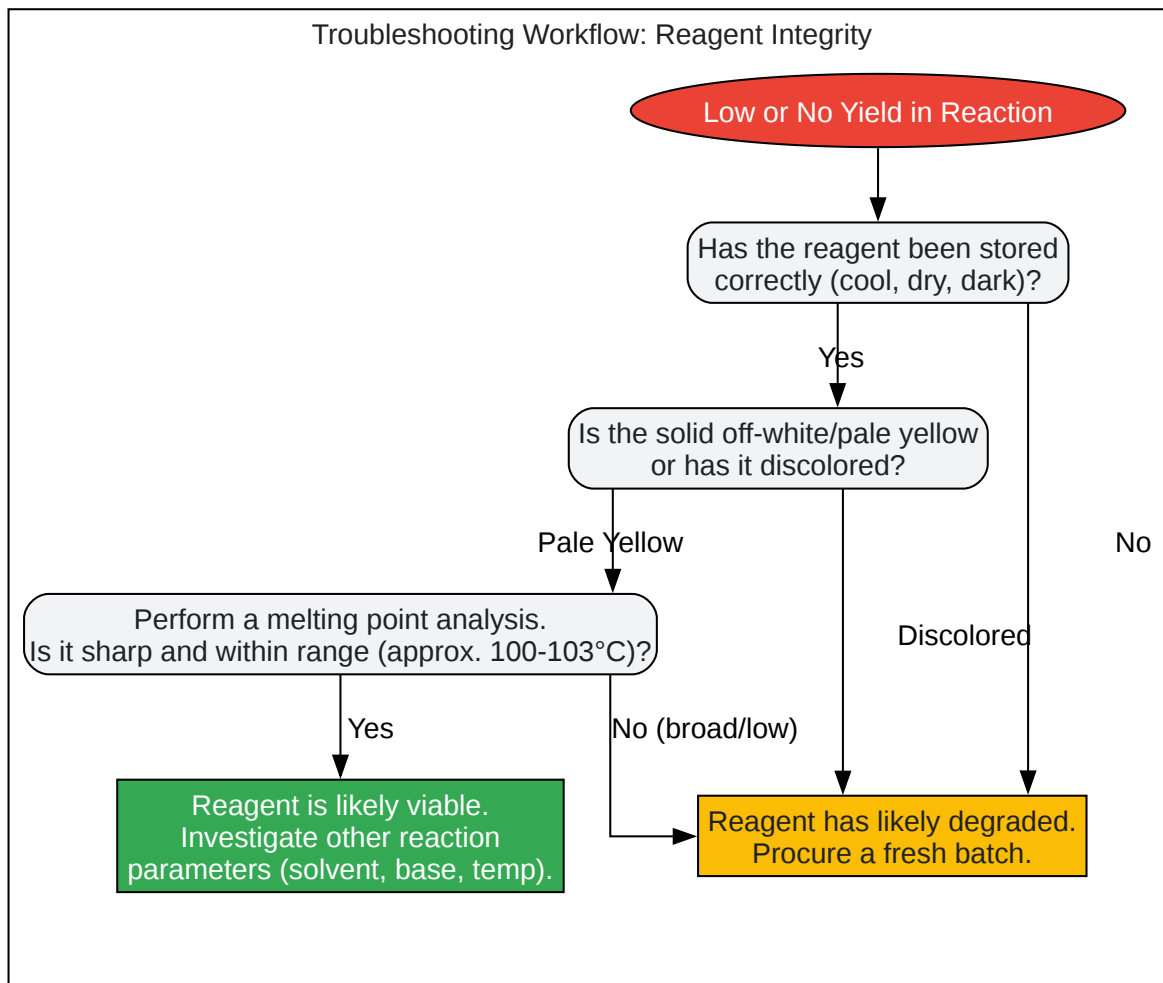 Troubleshooting Workflow: Reagent Integrity
Low or No Yield in Reaction
Has the reagent been stored
correctly (cool, dry, dark)?
Yes
No
Is the solid off-white/pale yellow
or has it discolored?
Pale Yellow
Discolored
Perform a melting point analysis.
Is it sharp and within range (approx. 100-103°C)?
Yes
No (broad/low)
Reagent is likely viable.
Investigate other reaction
parameters (solvent, base, temp).
Reagent has likely degraded.
Procure a fresh batch.